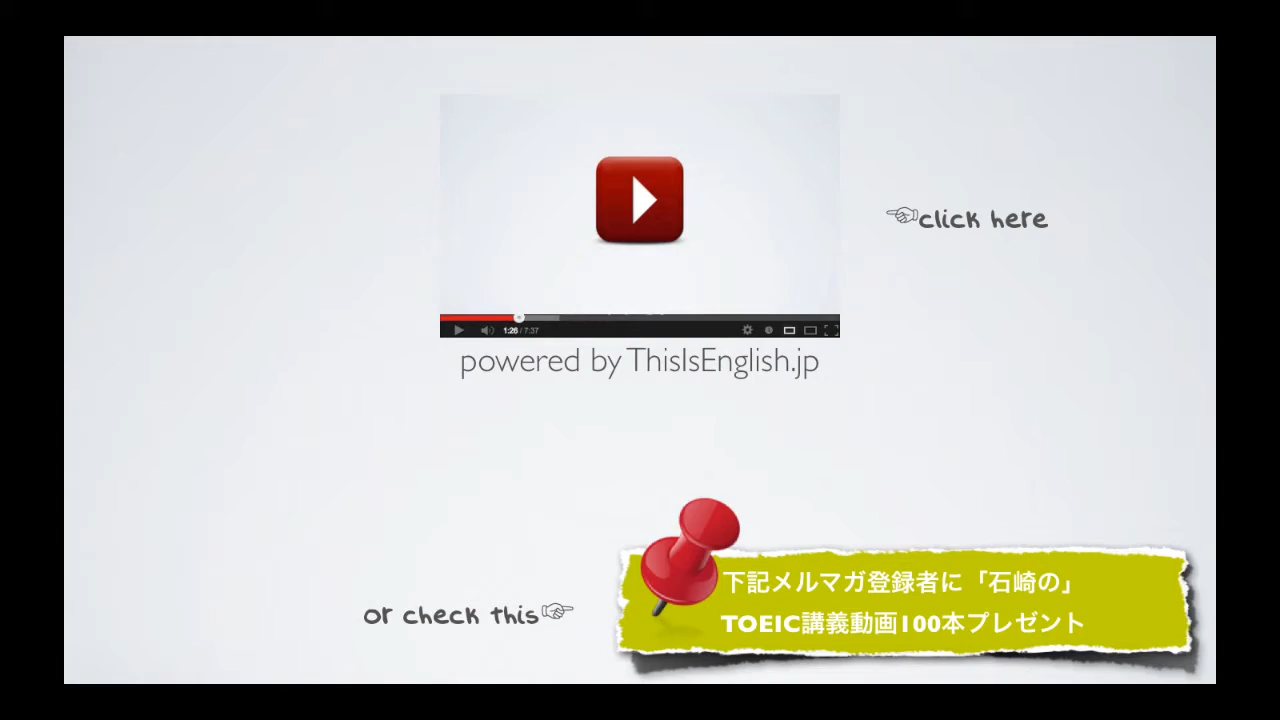 ☜click here
1:26 / 7:37
powered by ThisIsEnglish.jp
下記メルマガ登録者に「石崎の」
or check this☞
TOEIC講義動画100本プレゼント